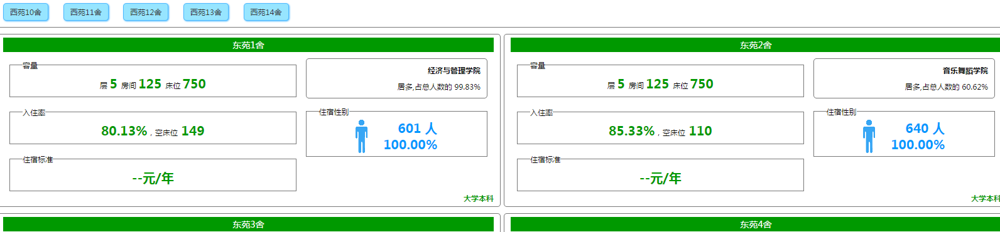 西苑10舍 西苑11舍 西苑12舍 西苑13舍 西苑14舍
东苑1舍
容量
层 5 房间 125 床位 750
经济与管理学院
居多,占总人数的 99.83%
入住率
80.13% , 空床位 149
住宿性别
601 人
100.00%
住宿标准
--元/年
大学本科
东苑2舍
容量
层 5 房间 125 床位 750
音乐舞蹈学院
居多,占总人数的 60.62%
入住率
85.33% , 空床位 110
住宿性别
640 人
100.00%
住宿标准
--元/年
大学本科
东苑3舍
东苑4舍